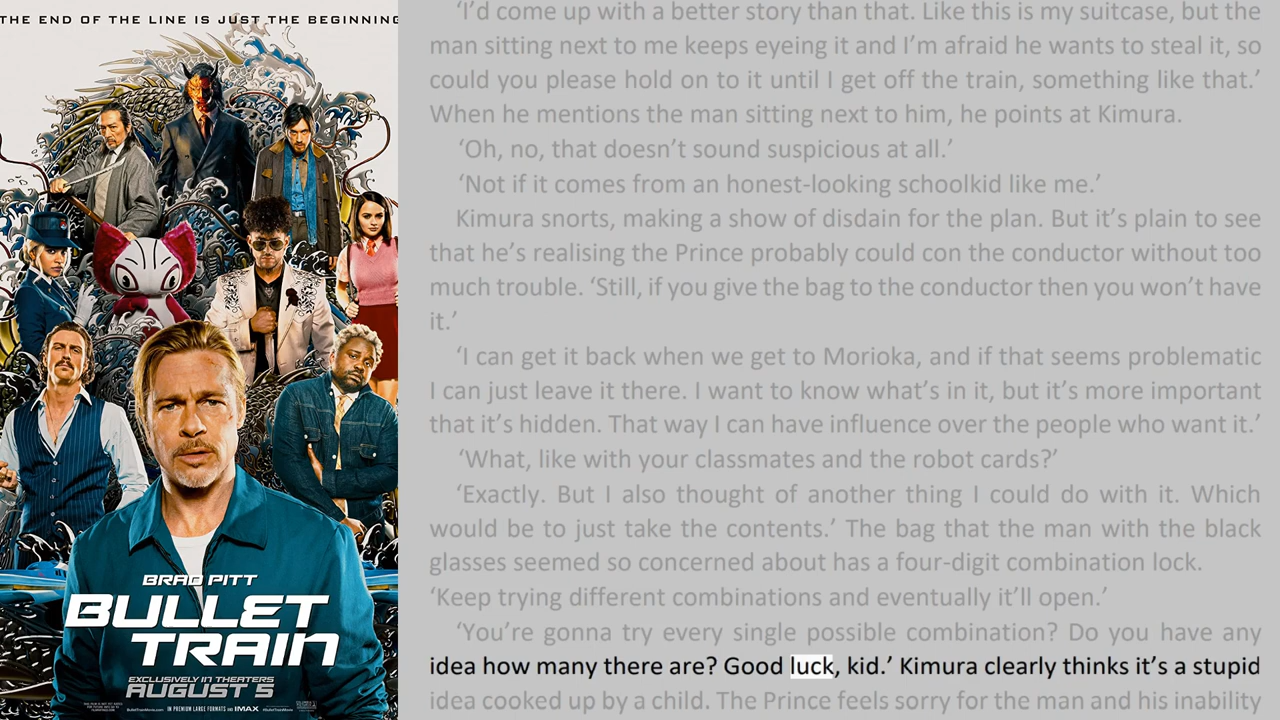 THE END OF THE LINE IS JUST THE BEGINNING
BRAD PITT
BULLET
TRAIN
EXCLUSIVELY IN THEATERS
AUGUST 5
BulletTrainMovie.com
IN PREMIUM LARGE FORMATS AND IMAX
#BulletTrainMovie
‘I’d come up with a better story than that. Like this is my suitcase, but the
man sitting next to me keeps eyeing it and I’m afraid he wants to steal it, so
could you please hold on to it until I get off the train, something like that.’
When he mentions the man sitting next to him, he points at Kimura.
‘Oh, no, that doesn’t sound suspicious at all.’
‘Not if it comes from an honest-looking schoolkid like me.’
Kimura snorts, making a show of disdain for the plan. But it’s plain to see
that he’s realising the Prince probably could con the conductor without too
much trouble. ‘Still, if you give the bag to the conductor then you won’t have
it.’
‘I can get it back when we get to Morioka, and if that seems problematic
I can just leave it there. I want to know what’s in it, but it’s more important
that it’s hidden. That way I can have influence over the people who want it.’
‘What, like with your classmates and the robot cards?’
‘Exactly. But I also thought of another thing I could do with it. Which
would be to just take the contents.’ The bag that the man with the black
glasses seemed so concerned about has a four-digit combination lock.
‘Keep trying different combinations and eventually it’ll open.’
‘You’re gonna try every single possible combination? Do you have any
idea how many there are? Good luck, kid.’ Kimura clearly thinks it’s a stupid
idea thought up by a child. The Prince feels sorry for the man and his inability